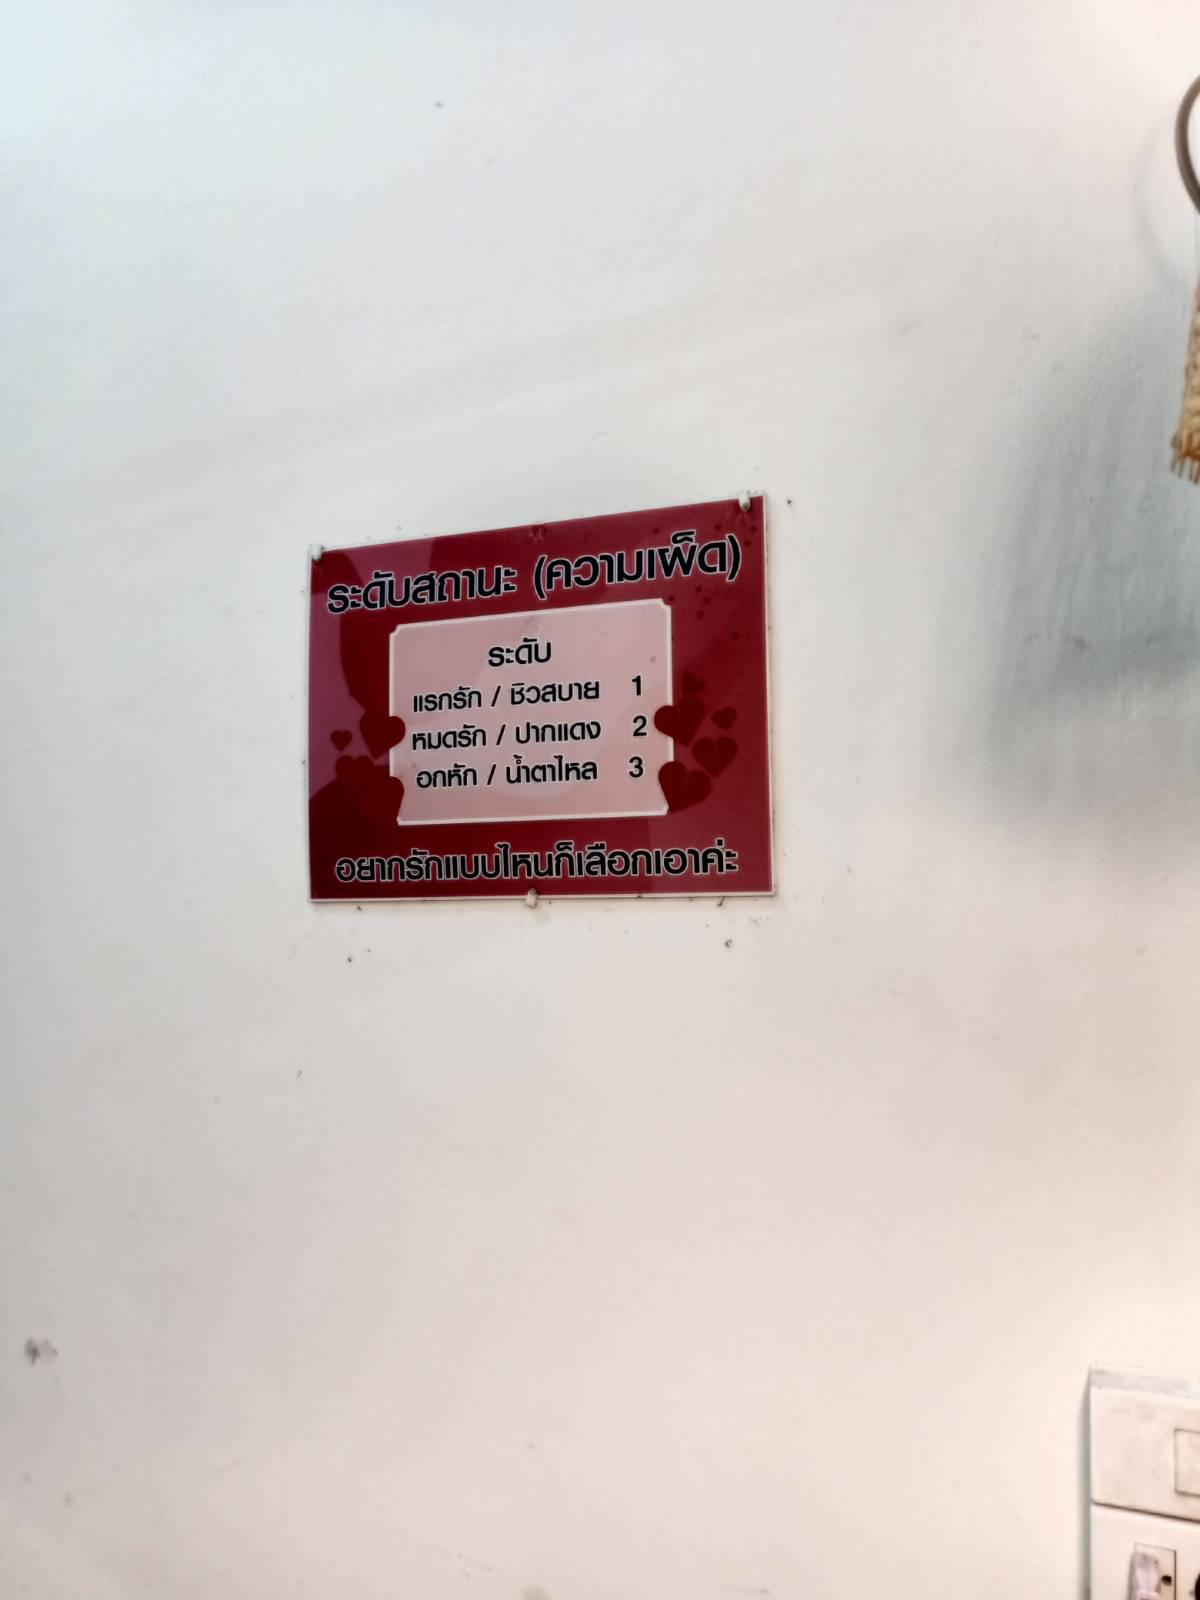 ระดับสถานะ (ความเผ็ด)
ระดับ
แรกรัก / ชิวสบาย 1
หมดรัก / ปากแดง 2
อกหัก / น้ำตาไหล 3
อยากรักแบบไหนก็เลือกเอาค่ะ